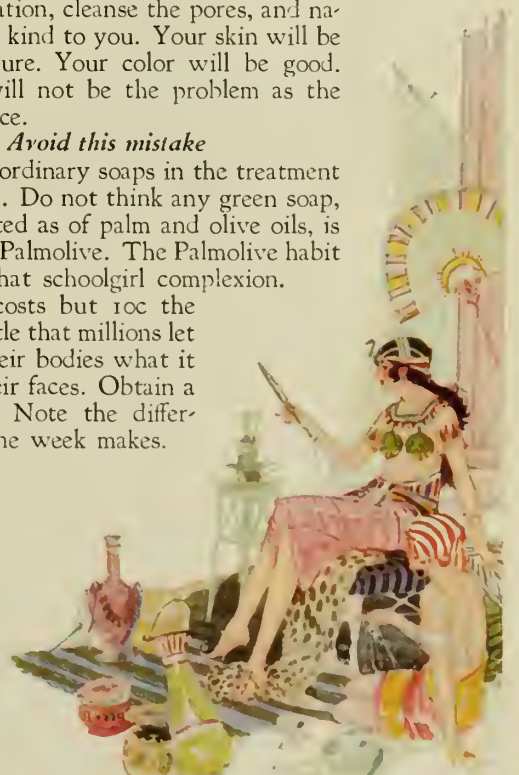 ation, cleanse the pores, and na-
kind to you. Your skin will be
ure. Your color will be good.
vill not be the problem as the
ce.
Avoid this mistake
ordinary soaps in the treatment
. Do not think any green soap,
ted as of palm and olive oils, is
Palmolive. The Palmolive habit
hat schoolgirl complexion.
costs but 10c the
tle that millions let
eir bodies what it
eir faces. Obtain a
Note the differ-
ne week makes.